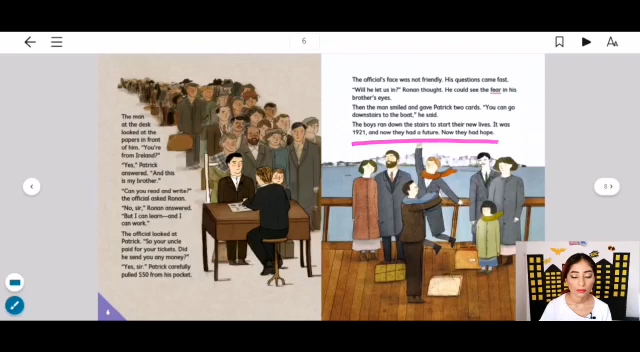 6
The man
at the desk
looked at the
papers in front
of him. "You're
from Ireland?"
"Yes," Patrick
answered. "And this
is my brother."
"Can you read and write?"
the official asked Ronan.
"No, sir," Ronan answered.
"But I can learn—and I
can work."
The official looked at
Patrick. "So your uncle
paid for your tickets. Did
he send you any money?"
"Yes, sir." Patrick carefully
pulled $50 from his pocket.
6
The official's face was not friendly. His questions came fast.
"Will he let us in?" Ronan thought. He could see the fear in his
brother's eyes.
Then the man smiled and gave Patrick two cards. "You can go
downstairs to the boat," he said.
The boys ran down the stairs to start their new lives. It was
1921, and now they had a future. Now they had hope.
8 >
AA